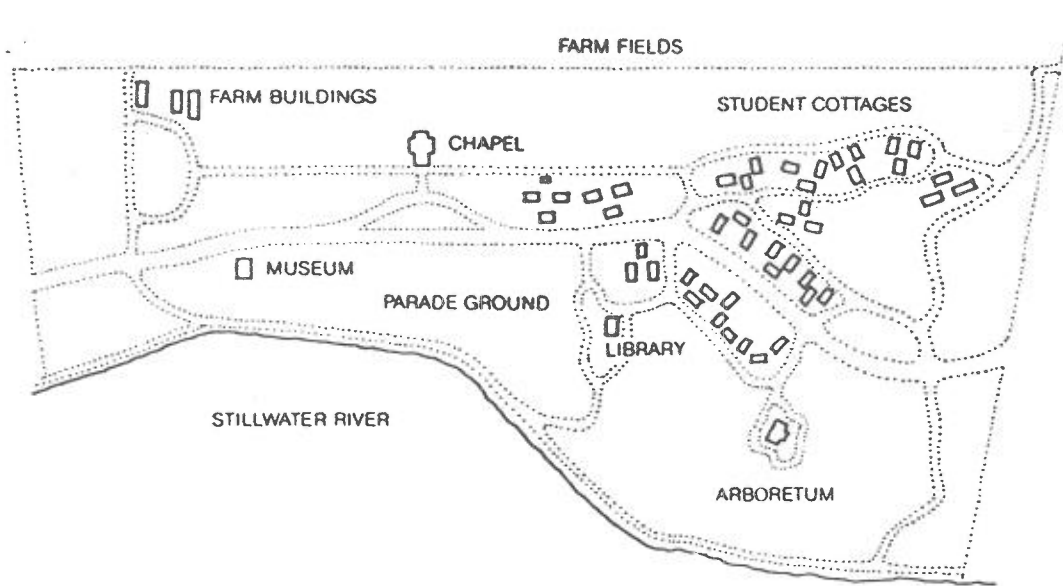 FARM FIELDS
FARM BUILDINGS
STUDENT COTTAGES
CHAPEL
MUSEUM
PARADE GROUND
LIBRARY
STILLWATER RIVER
ARBORETUM